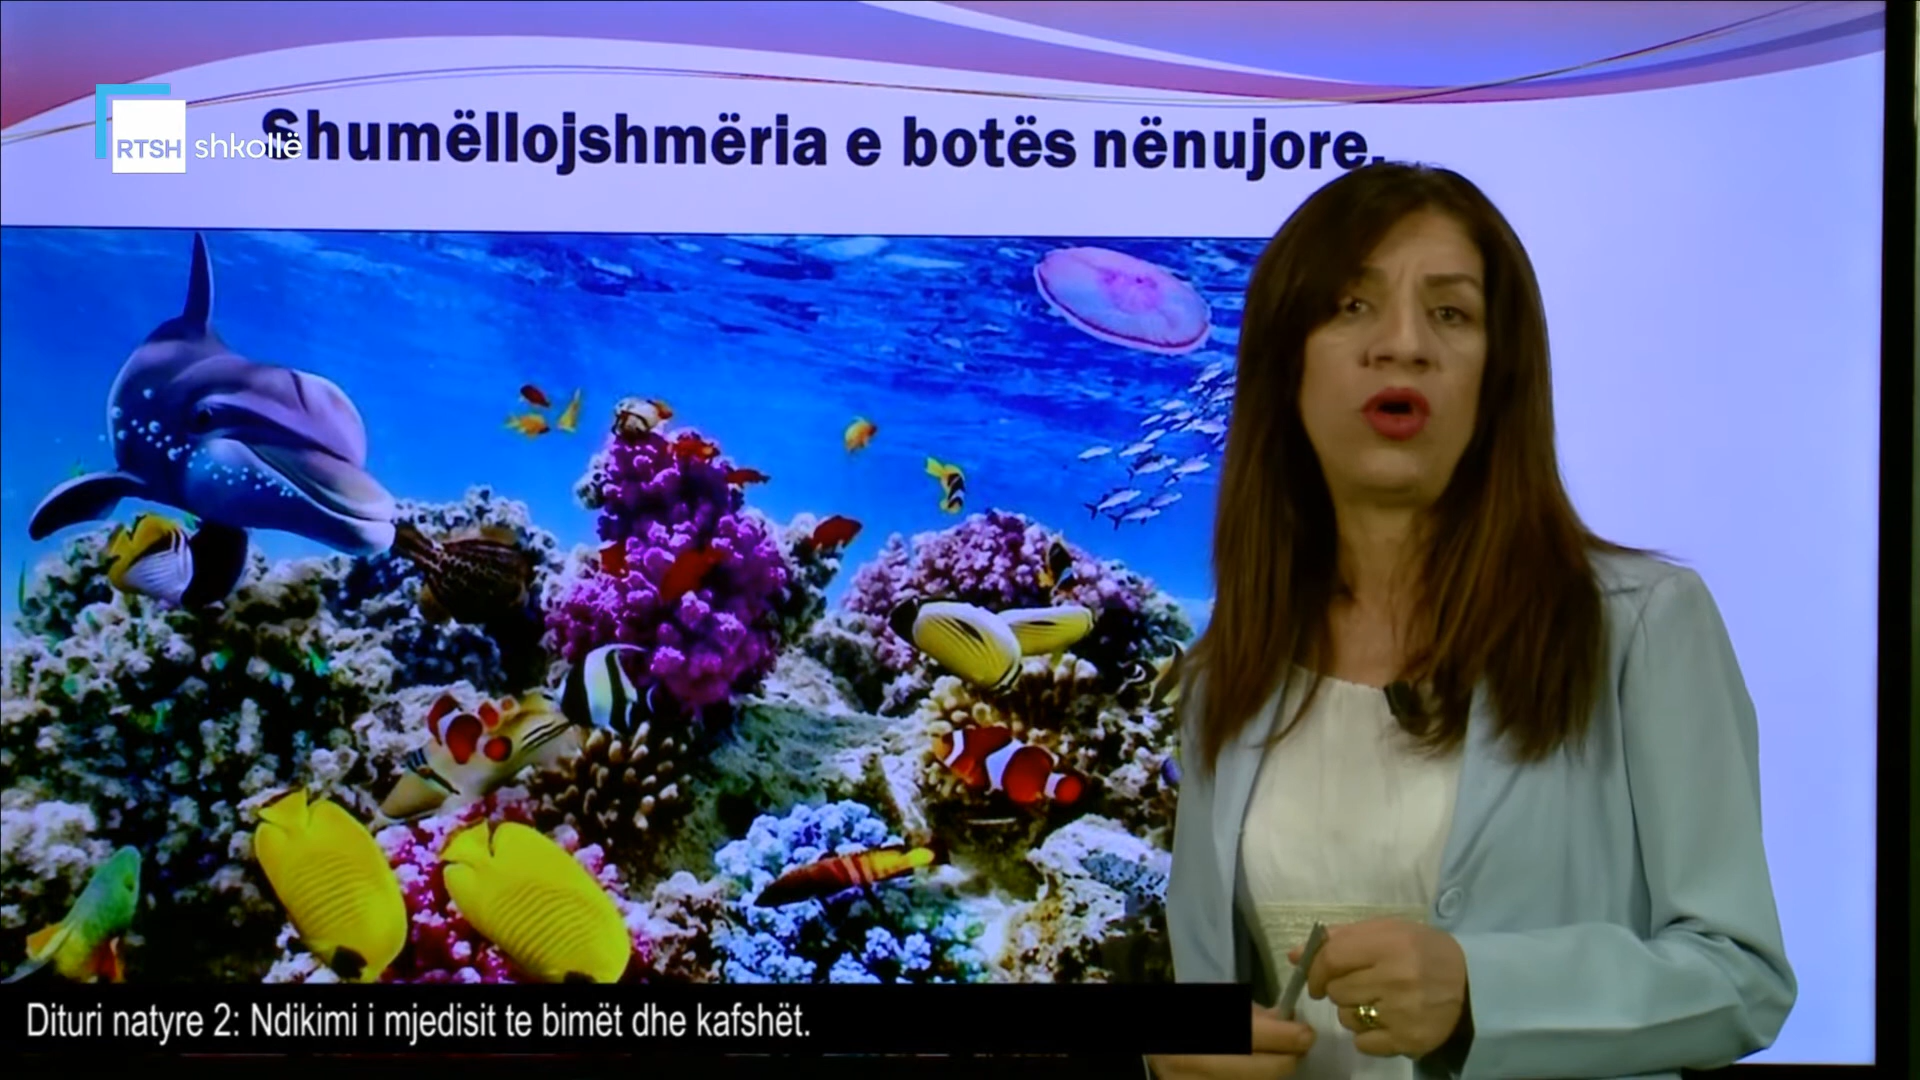 Shumëllojshmëria e botës nënujore.
RTSH shkollë
Dituri natyre 2: Ndikimi i mjedisit te bimët dhe kafshët.